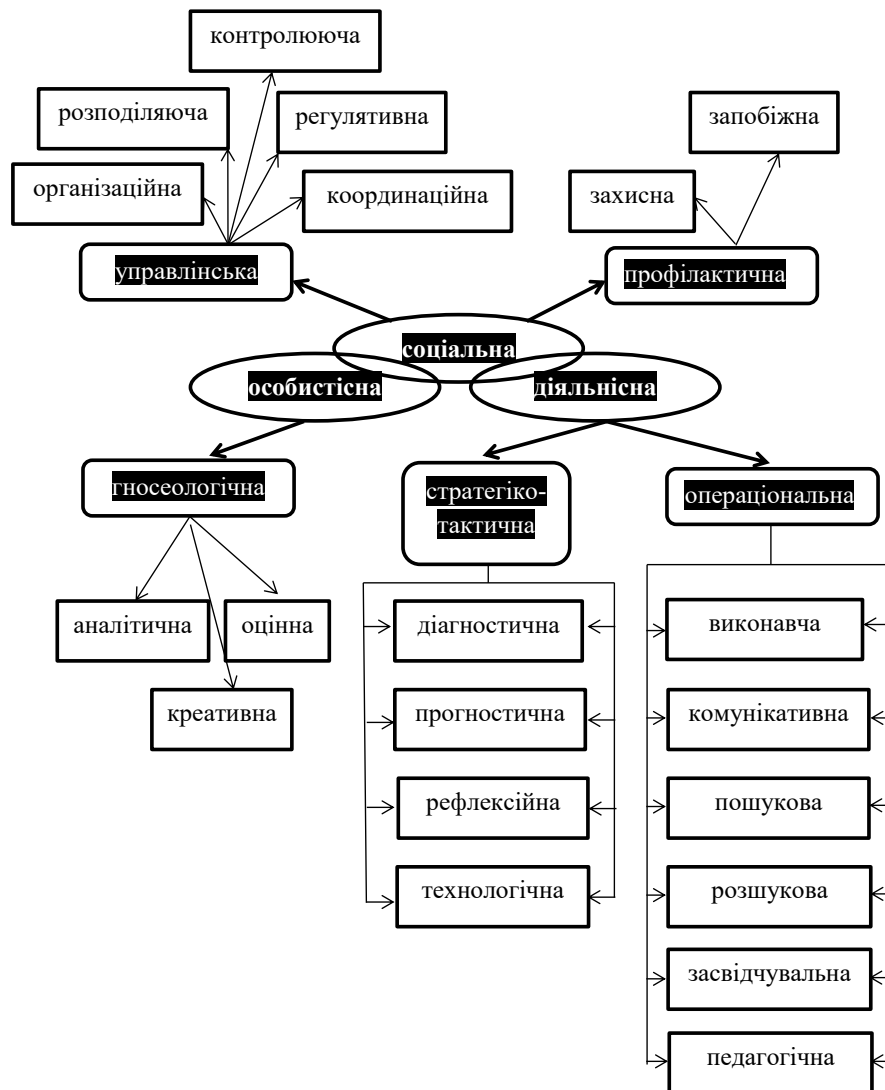 контролююча
розподіляюча
регулятивна
запобіжна
організаційна
координаційна
захисна
управлінська
профілактична
соціальна
особистісна
діяльнісна
гносеологічна
стратегіко-
тактична
операціональна
аналітична
оцінна
креативна
діагностична
прогностична
рефлексійна
технологічна
виконавча
комунікативна
пошукова
розшукова
засвідчувальна
педагогічна